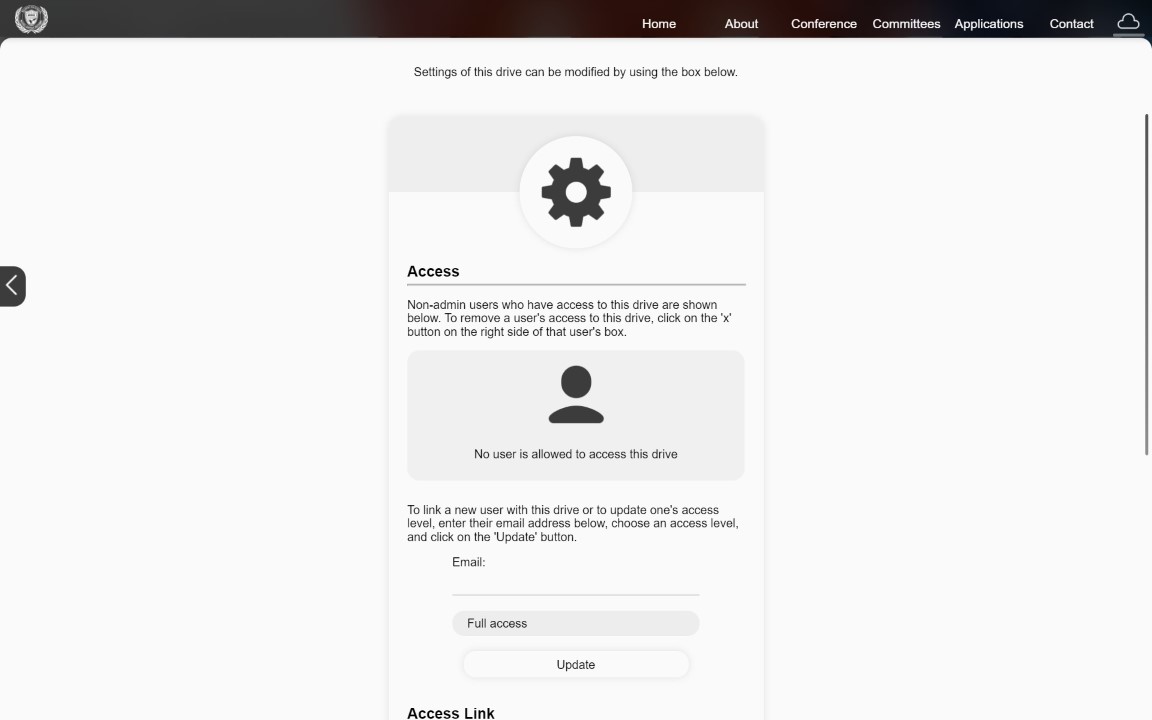 Home About Conference Committees Applications Contact
Settings of this drive can be modified by using the box below.
Access
Non-admin users who have access to this drive are shown
below. To remove a user's access to this drive, click on the 'x'
button on the right side of that user's box.
No user is allowed to access this drive
To link a new user with this drive or to update one's access
level, enter their email address below, choose an access level,
and click on the 'Update' button.
Email:
Full access
Update
Access Link